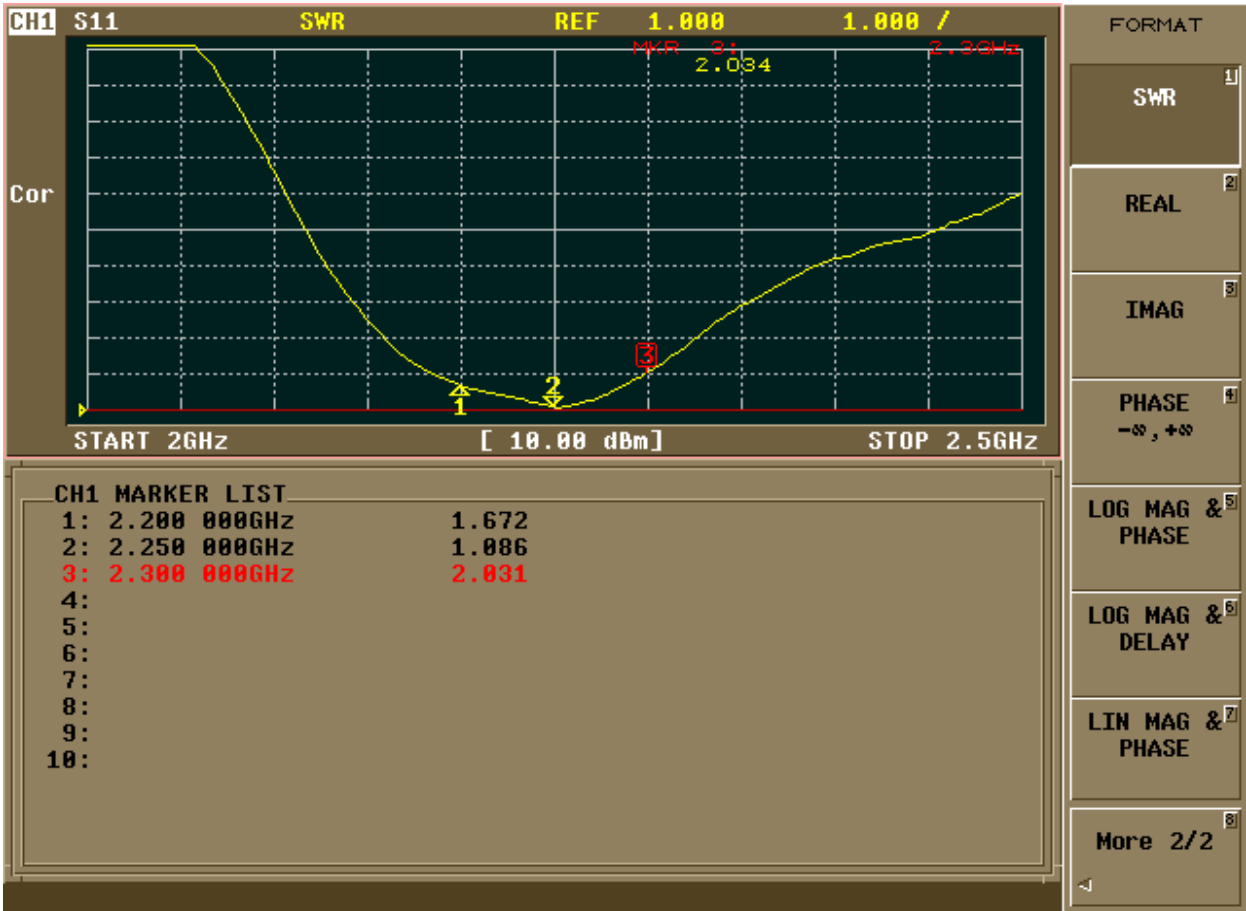 CH1 S11 SWR REF 1.000 1.000 /
MKR 3: 2.3GHz
2.034
Cor
1
2
3
START 2GHz [ 10.00 dBm] STOP 2.5GHz
CH1 MARKER LIST
1: 2.200 000GHz 1.672
2: 2.250 000GHz 1.086
3: 2.300 000GHz 2.031
4:
5:
6:
7:
8:
9:
10:
FORMAT
1
SWR
2
REAL
3
IMAG
4
PHASE
-∞,+∞
5
LOG MAG &
PHASE
6
LOG MAG &
DELAY
7
LIN MAG &
PHASE
8
More 2/2